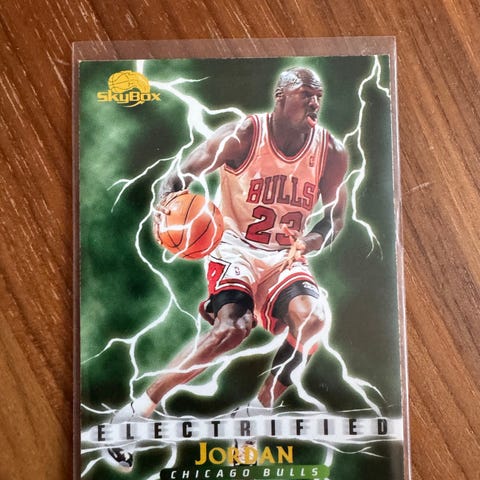 SkyBox
BULLS
23
ELECTRIFIED
JORDAN
CHICAGO BULLS